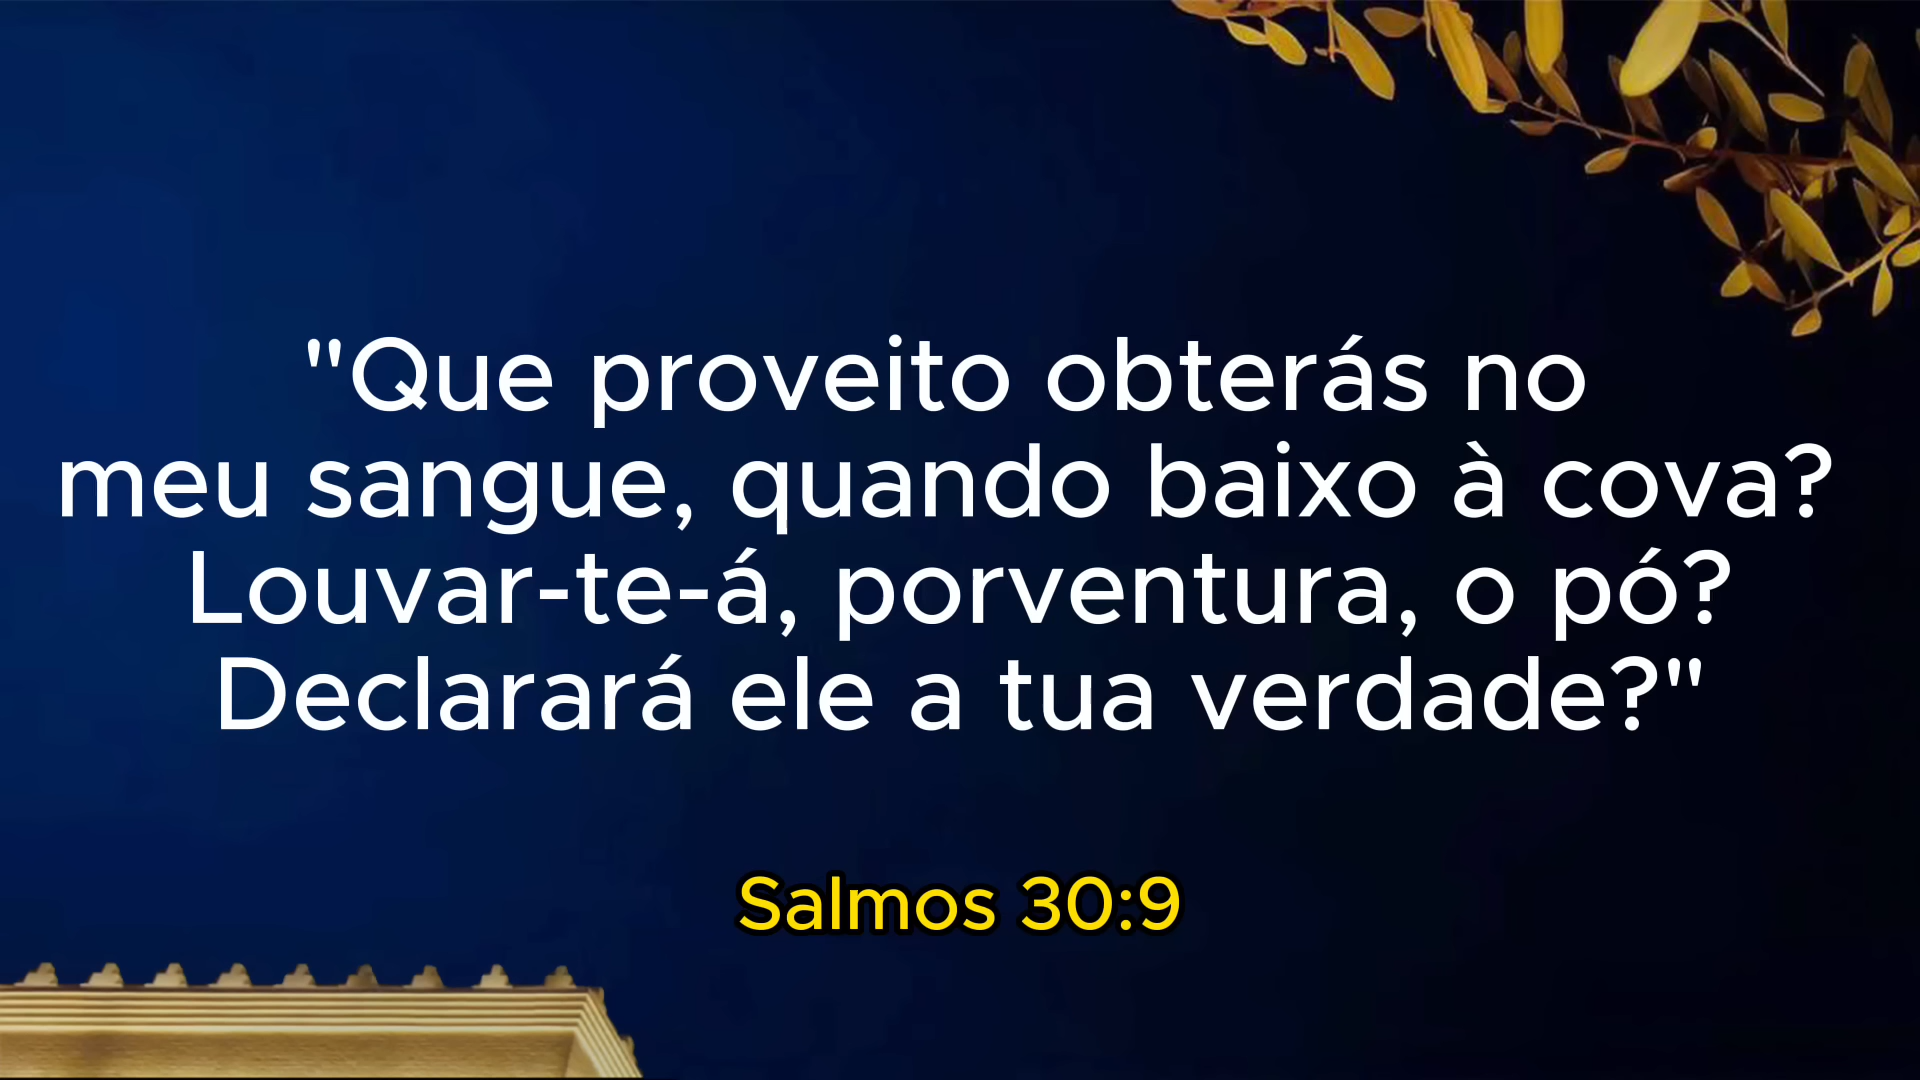 "Que proveito obterás no
meu sangue, quando baixo à cova?
Louvar-te-á, porventura, o pó?
Declarará ele a tua verdade?"
Salmos 30:9